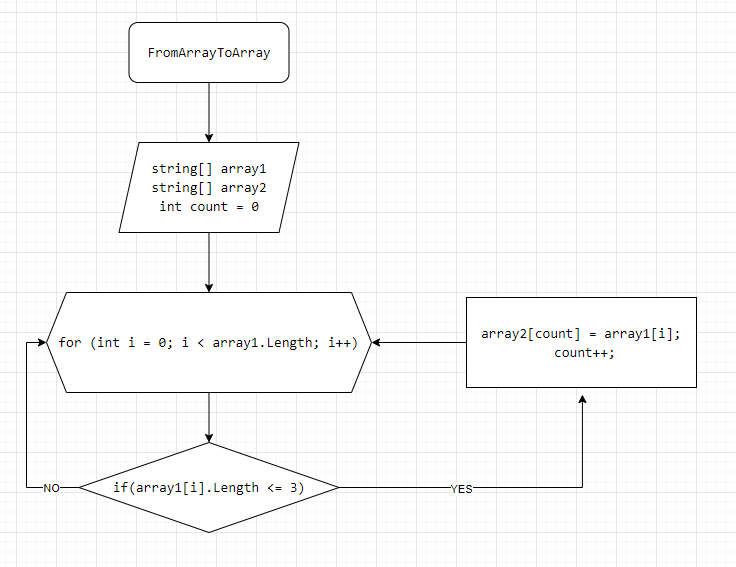 FromArrayToArray
string[] array1
string[] array2
int count = 0
for (int i = 0; i < array1.Length; i++)
array2[count] = array1[i];
count++;
if(array1[i].Length <= 3)
NO
YES